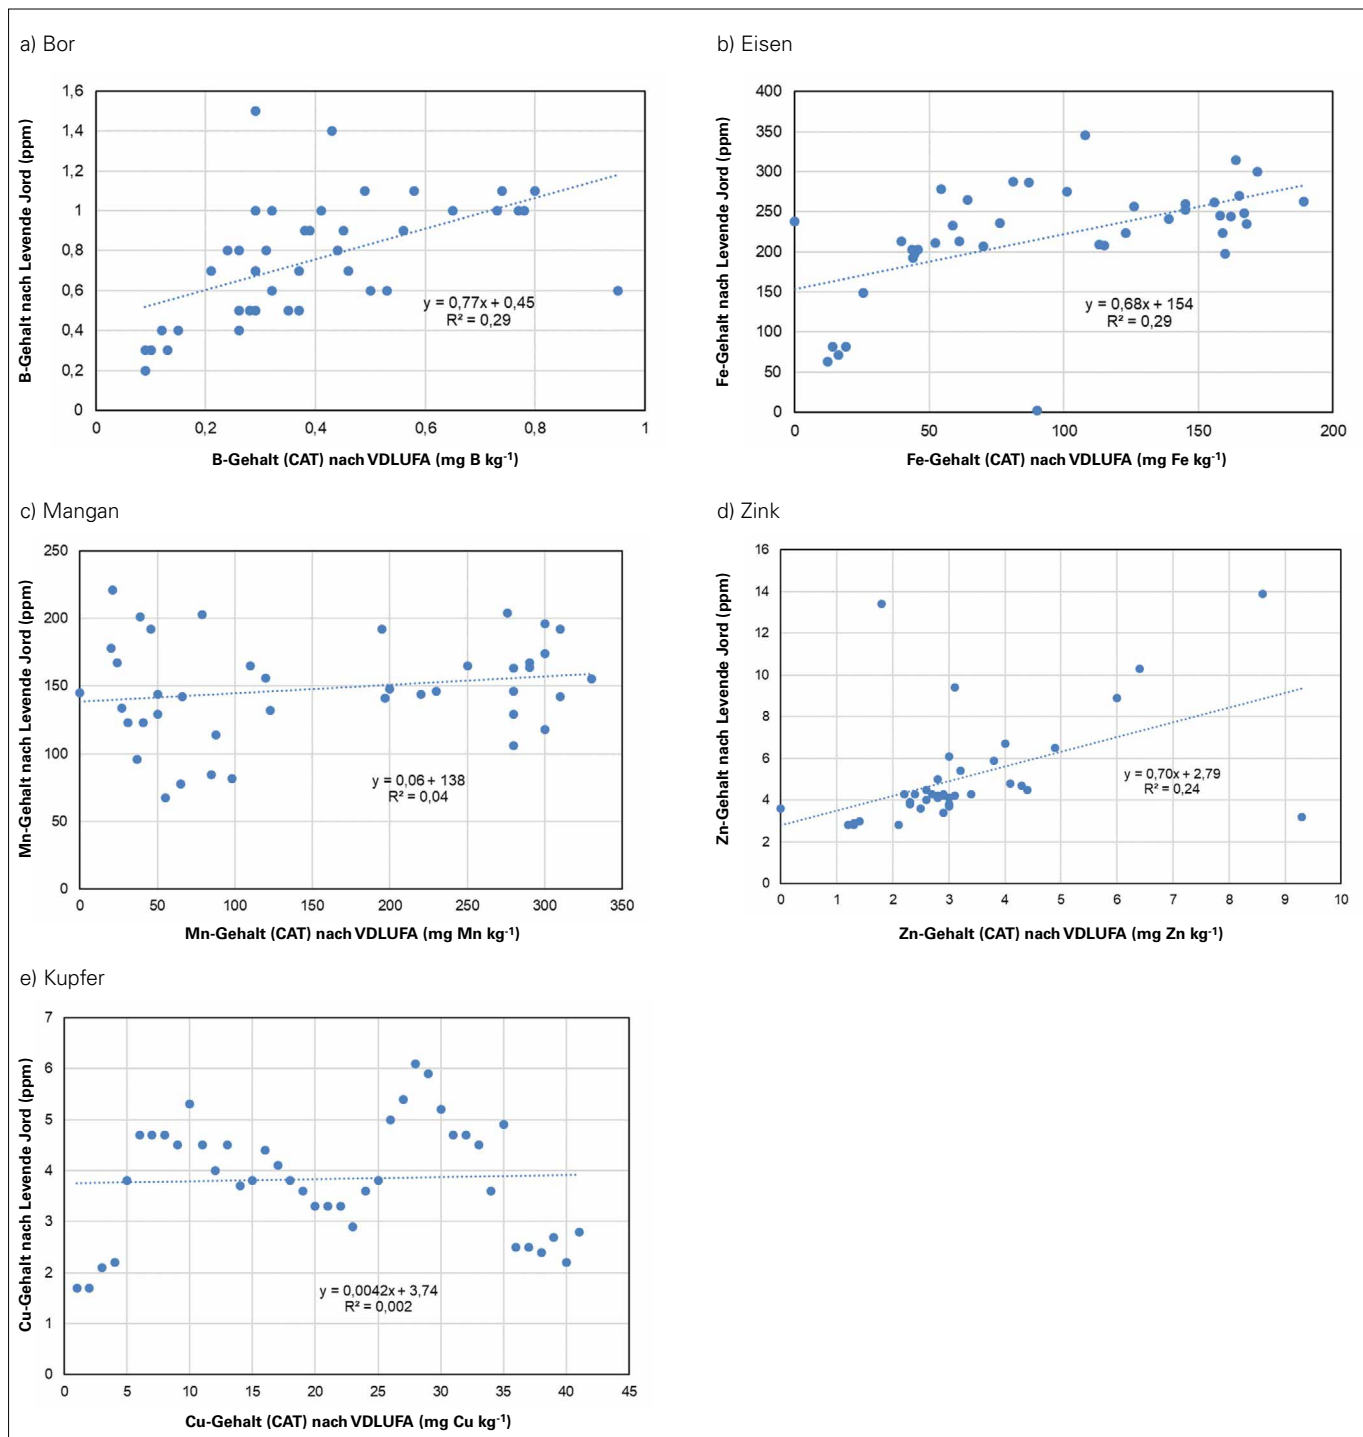 a) Bor
B-Gehalt nach Levende Jord (ppm)
1,6
1,4
1,2
1
0,8
0,6
0,4
0,2
0
y = 0,77x + 0,45
R² = 0,29
0 0,2 0,4 0,6 0,8 1
B-Gehalt (CAT) nach VDLUFA (mg B kg⁻¹)
b) Eisen
Fe-Gehalt nach Levende Jord (ppm)
400
350
300
250
200
150
100
50
0
y = 0,68x + 154
R² = 0,29
0 50 100 150 200
Fe-Gehalt (CAT) nach VDLUFA (mg Fe kg⁻¹)
c) Mangan
Mn-Gehalt nach Levende Jord (ppm)
250
200
150
100
50
0
y = 0,06 + 138
R² = 0,04
0 50 100 150 200 250 300 350
Mn-Gehalt (CAT) nach VDLUFA (mg Mn kg⁻¹)
d) Zink
Zn-Gehalt nach Levende Jord (ppm)
16
14
12
10
8
6
4
2
0
y = 0,70x + 2,79
R² = 0,24
0 1 2 3 4 5 6 7 8 9 10
Zn-Gehalt (CAT) nach VDLUFA (mg Zn kg⁻¹)
e) Kupfer
Cu-Gehalt nach Levende Jord (ppm)
7
6
5
4
3
2
1
0
y = 0,0042x + 3,74
R² = 0,002
0 5 10 15 20 25 30 35 40 45
Cu-Gehalt (CAT) nach VDLUFA (mg Cu kg⁻¹)